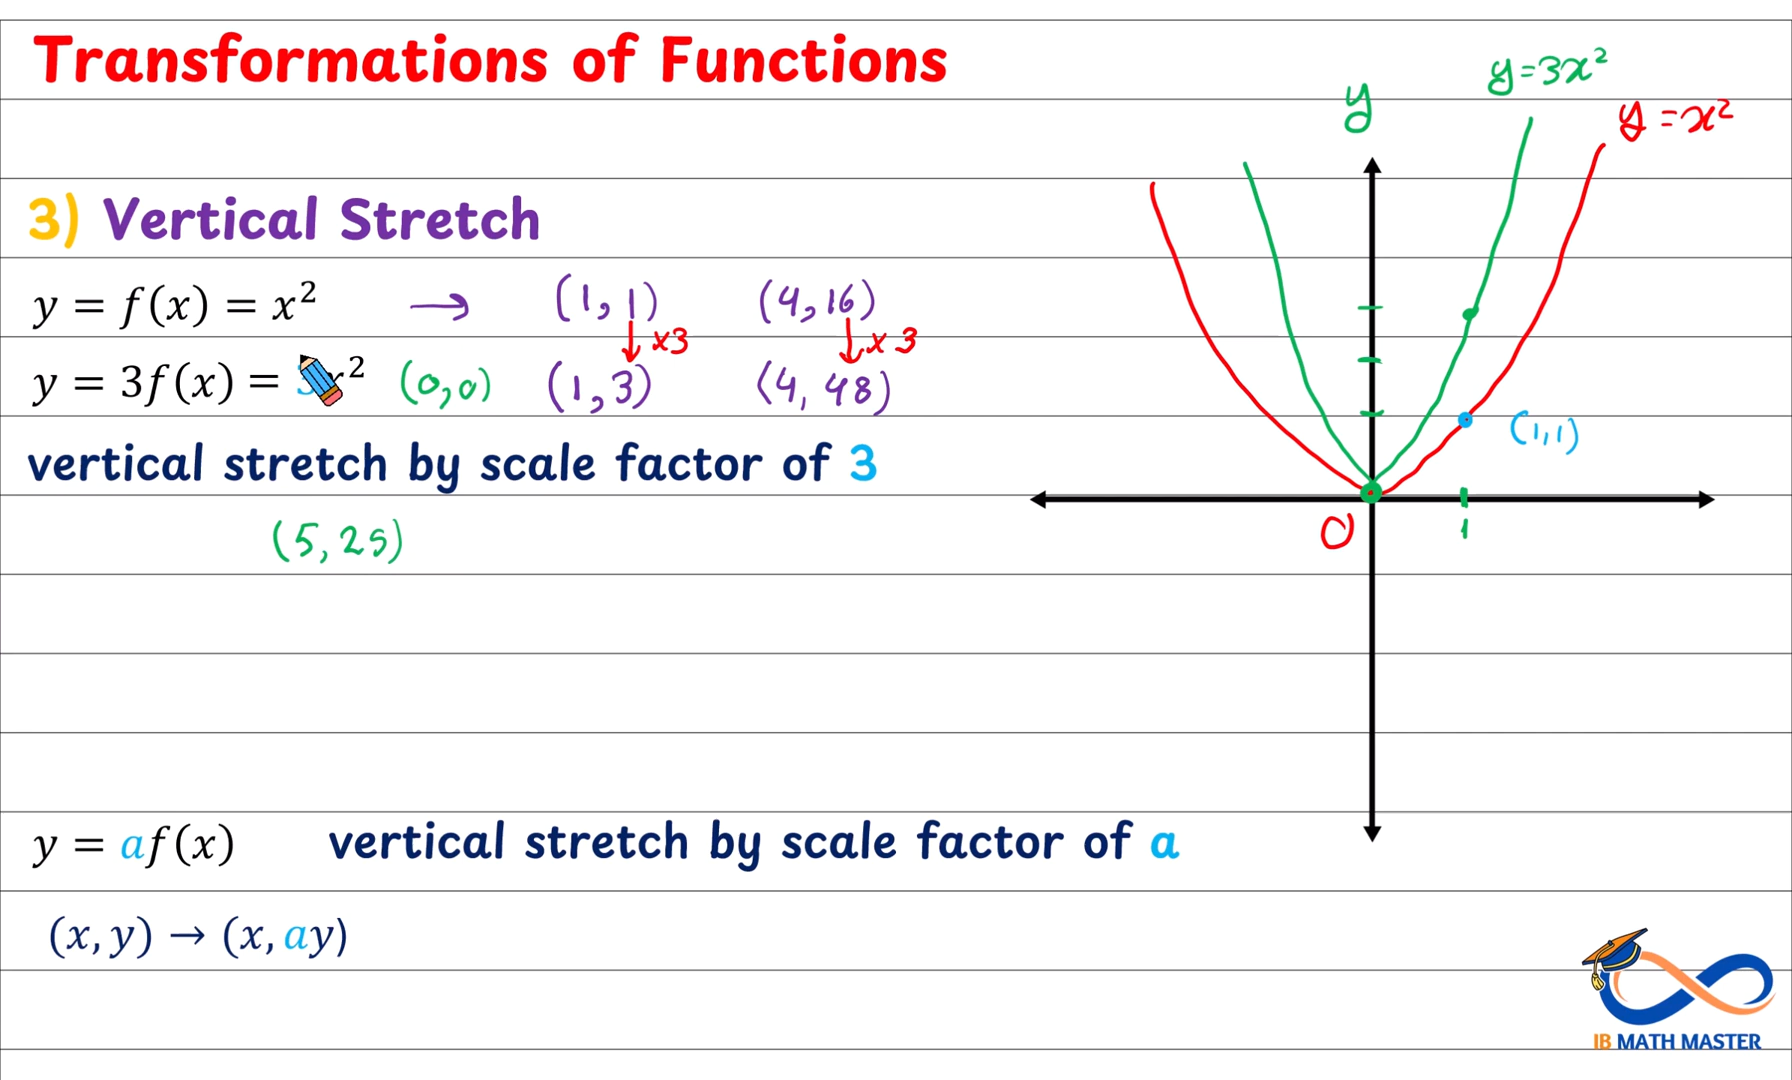 Transformations of Functions
y = 3x²
y = x²
y
3) Vertical Stretch
y = f(x) = x² → (1, 1) (4, 16)
↓ ×3 ↓ × 3
y = 3f(x) = x² (0,0) (1, 3) (4, 48)
(1,1)
vertical stretch by scale factor of 3
0 1
(5, 25)
y = af(x) vertical stretch by scale factor of a
(x, y) → (x, ay)
IB MATH MASTER